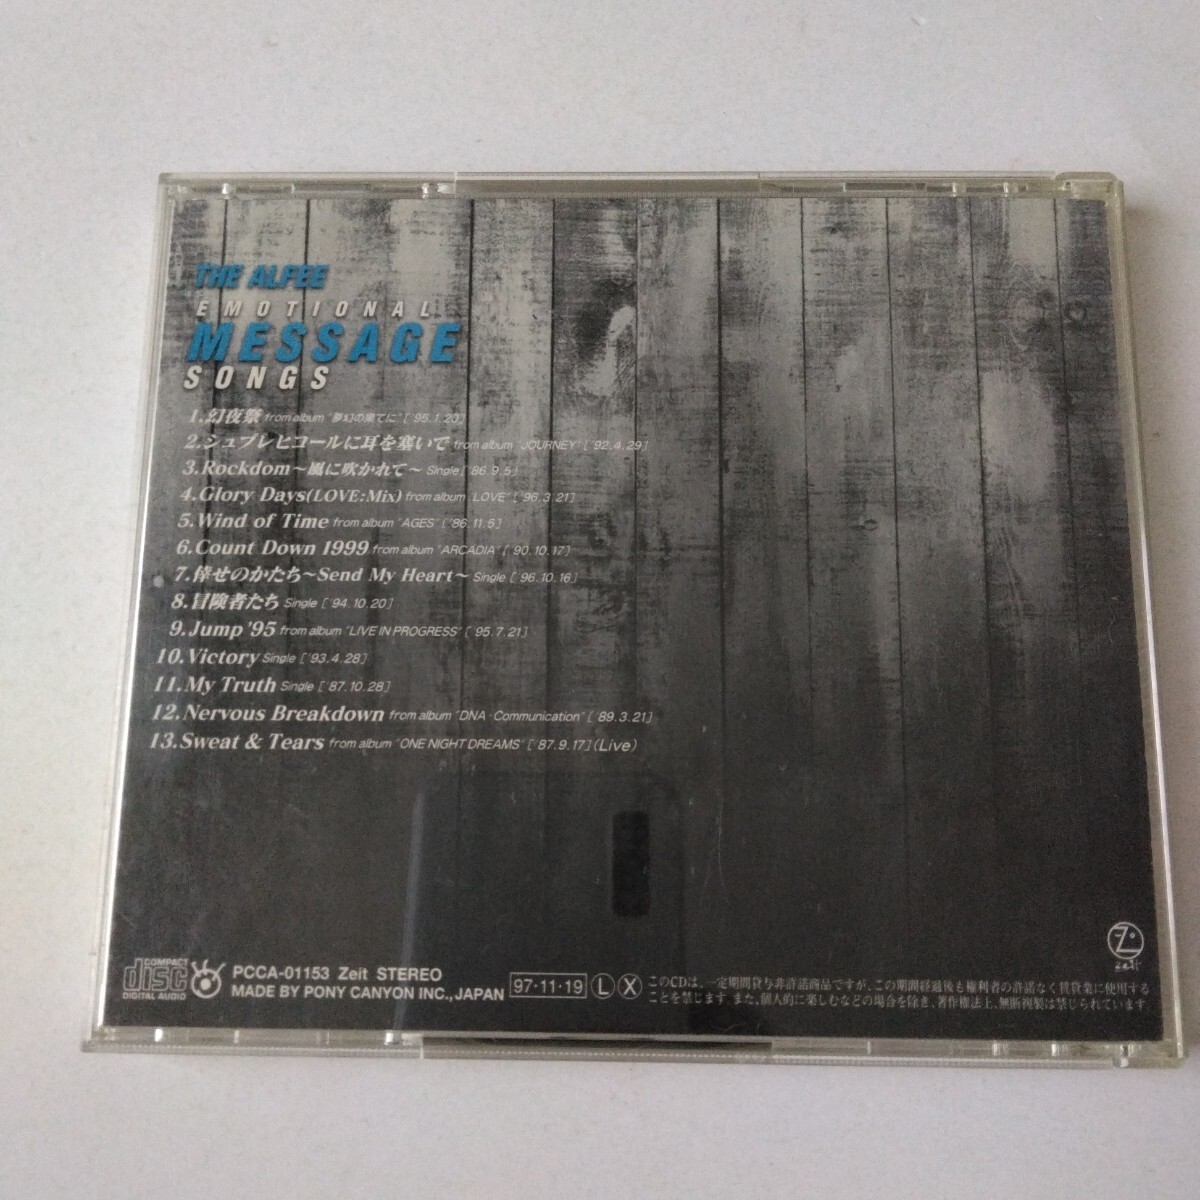 THE ALFEE
EMOTIONAL
MESSAGE
SONGS
1.幻夜祭 from album "夢幻の果てに" ['95.1.20]
2.シュプレヒコールに耳を塞いで from album "JOURNEY" ['92.4.29]
3.Rockdom〜風に吹かれて〜 Single ['86.9.5]
4.Glory Days(LOVE:Mix) from album "LOVE" ['96.3.21]
5.Wind of Time from album "AGES" ['86.11.5]
6.Count Down 1999 from album "ARCADIA" ['90.10.17]
7.倖せのかたち〜Send My Heart〜 Single ['96.10.16]
8.冒険者たち Single ['94.10.20]
9.Jump '95 from album "LIVE IN PROGRESS" ['95.7.21]
10.Victory Single ['93.4.28]
11.My Truth Single ['87.10.28]
12.Nervous Breakdown from album "DNA・Communication" ['89.3.21]
13.Sweat & Tears from album "ONE NIGHT DREAMS" ['87.9.17](Live)
COMPACT
disc
DIGITAL AUDIO
PCCA-01153 Zeit STEREO
MADE BY PONY CANYON INC., JAPAN
97・11・19
L X
このCDは、一定期間貸与非許諾商品ですが、この期間経過後も権利者の許諾なく賃貸業に使用する
ことを禁じます。また、個人的に楽しむなどの場合を除き、著作権法上、無断複製は禁じられています。
Zeit